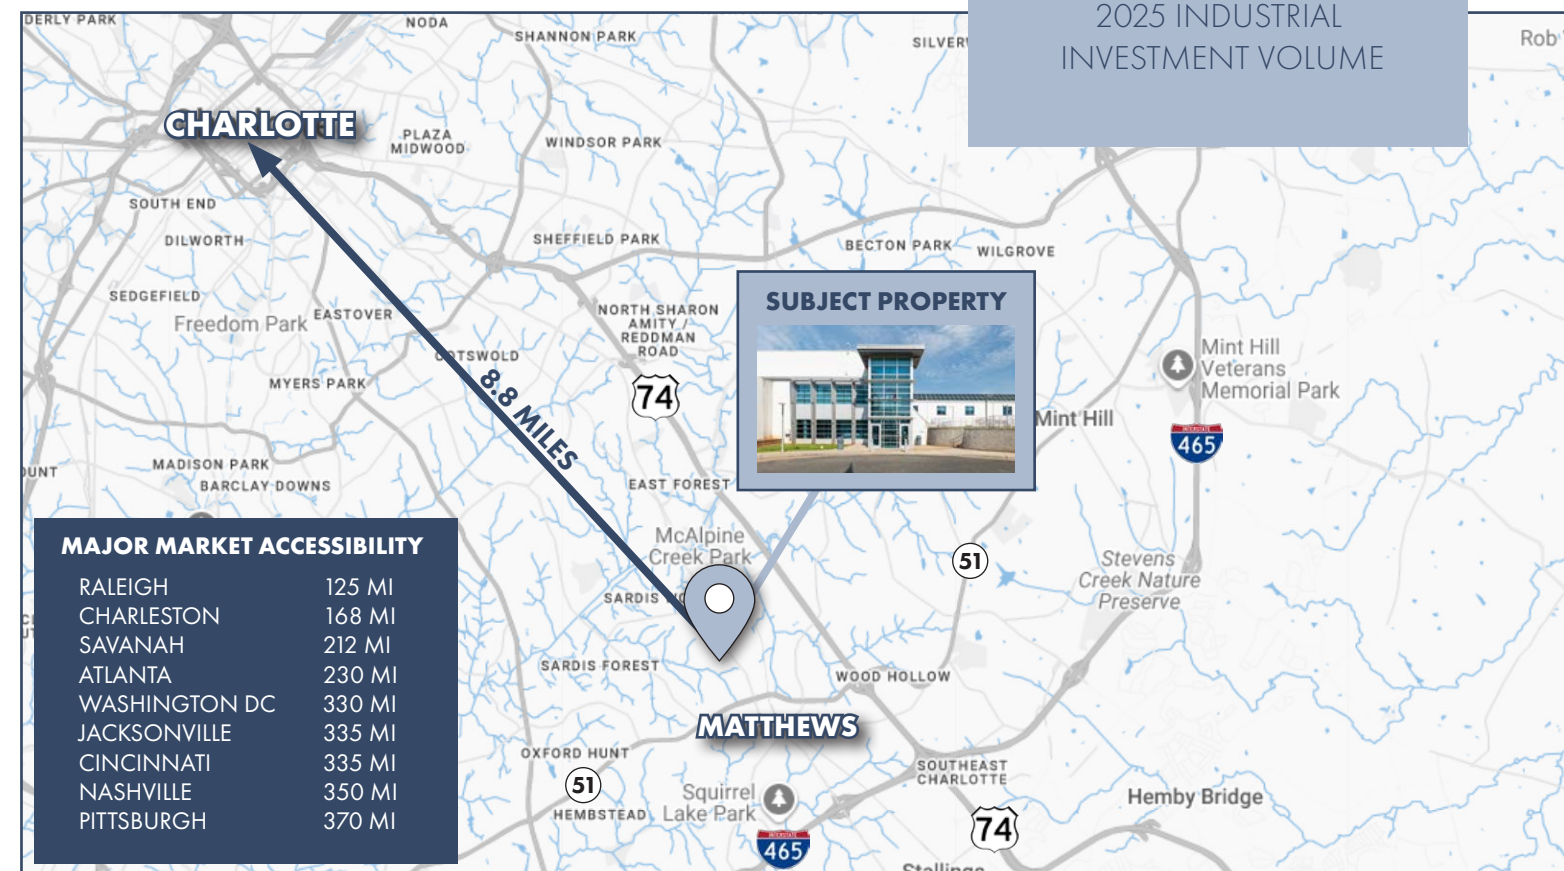 2025 INDUSTRIAL
INVESTMENT VOLUME
DERLY PARK
NODA
SHANNON PARK
Rob
CHARLOTTE
PLAZA
MIDWOOD
WINDSOR PARK
SOUTH END
DILWORTH
SHEFFIELD PARK
BECTON PARK
WILGROVE
SEDGEFIELD
Freedom Park
EASTOVER
NORTH SHARON
AMITY /
REDDMAN
ROAD
SUBJECT PROPERTY
COTSWOLD
MYERS PARK
74
8.8 MILES
Mint Hill
Veterans
Memorial Park
Mint Hill
INTERSTATE
465
MADISON PARK
BARCLAY DOWNS
EAST FOREST
McAlpine
Creek Park
51
Stevens
Creek Nature
Preserve
MAJOR MARKET ACCESSIBILITY
RALEIGH 125 MI
CHARLESTON 168 MI
SAVANAH 212 MI
ATLANTA 230 MI
WASHINGTON DC 330 MI
JACKSONVILLE 335 MI
CINCINNATI 335 MI
NASHVILLE 350 MI
PITTSBURGH 370 MI
SARDIS
SARDIS FOREST
WOOD HOLLOW
MATTHEWS
OXFORD HUNT
51
HEMBSTEAD
Squirrel
Lake Park
SOUTHEAST
CHARLOTTE
74
Hemby Bridge
INTERSTATE
465
Stallings